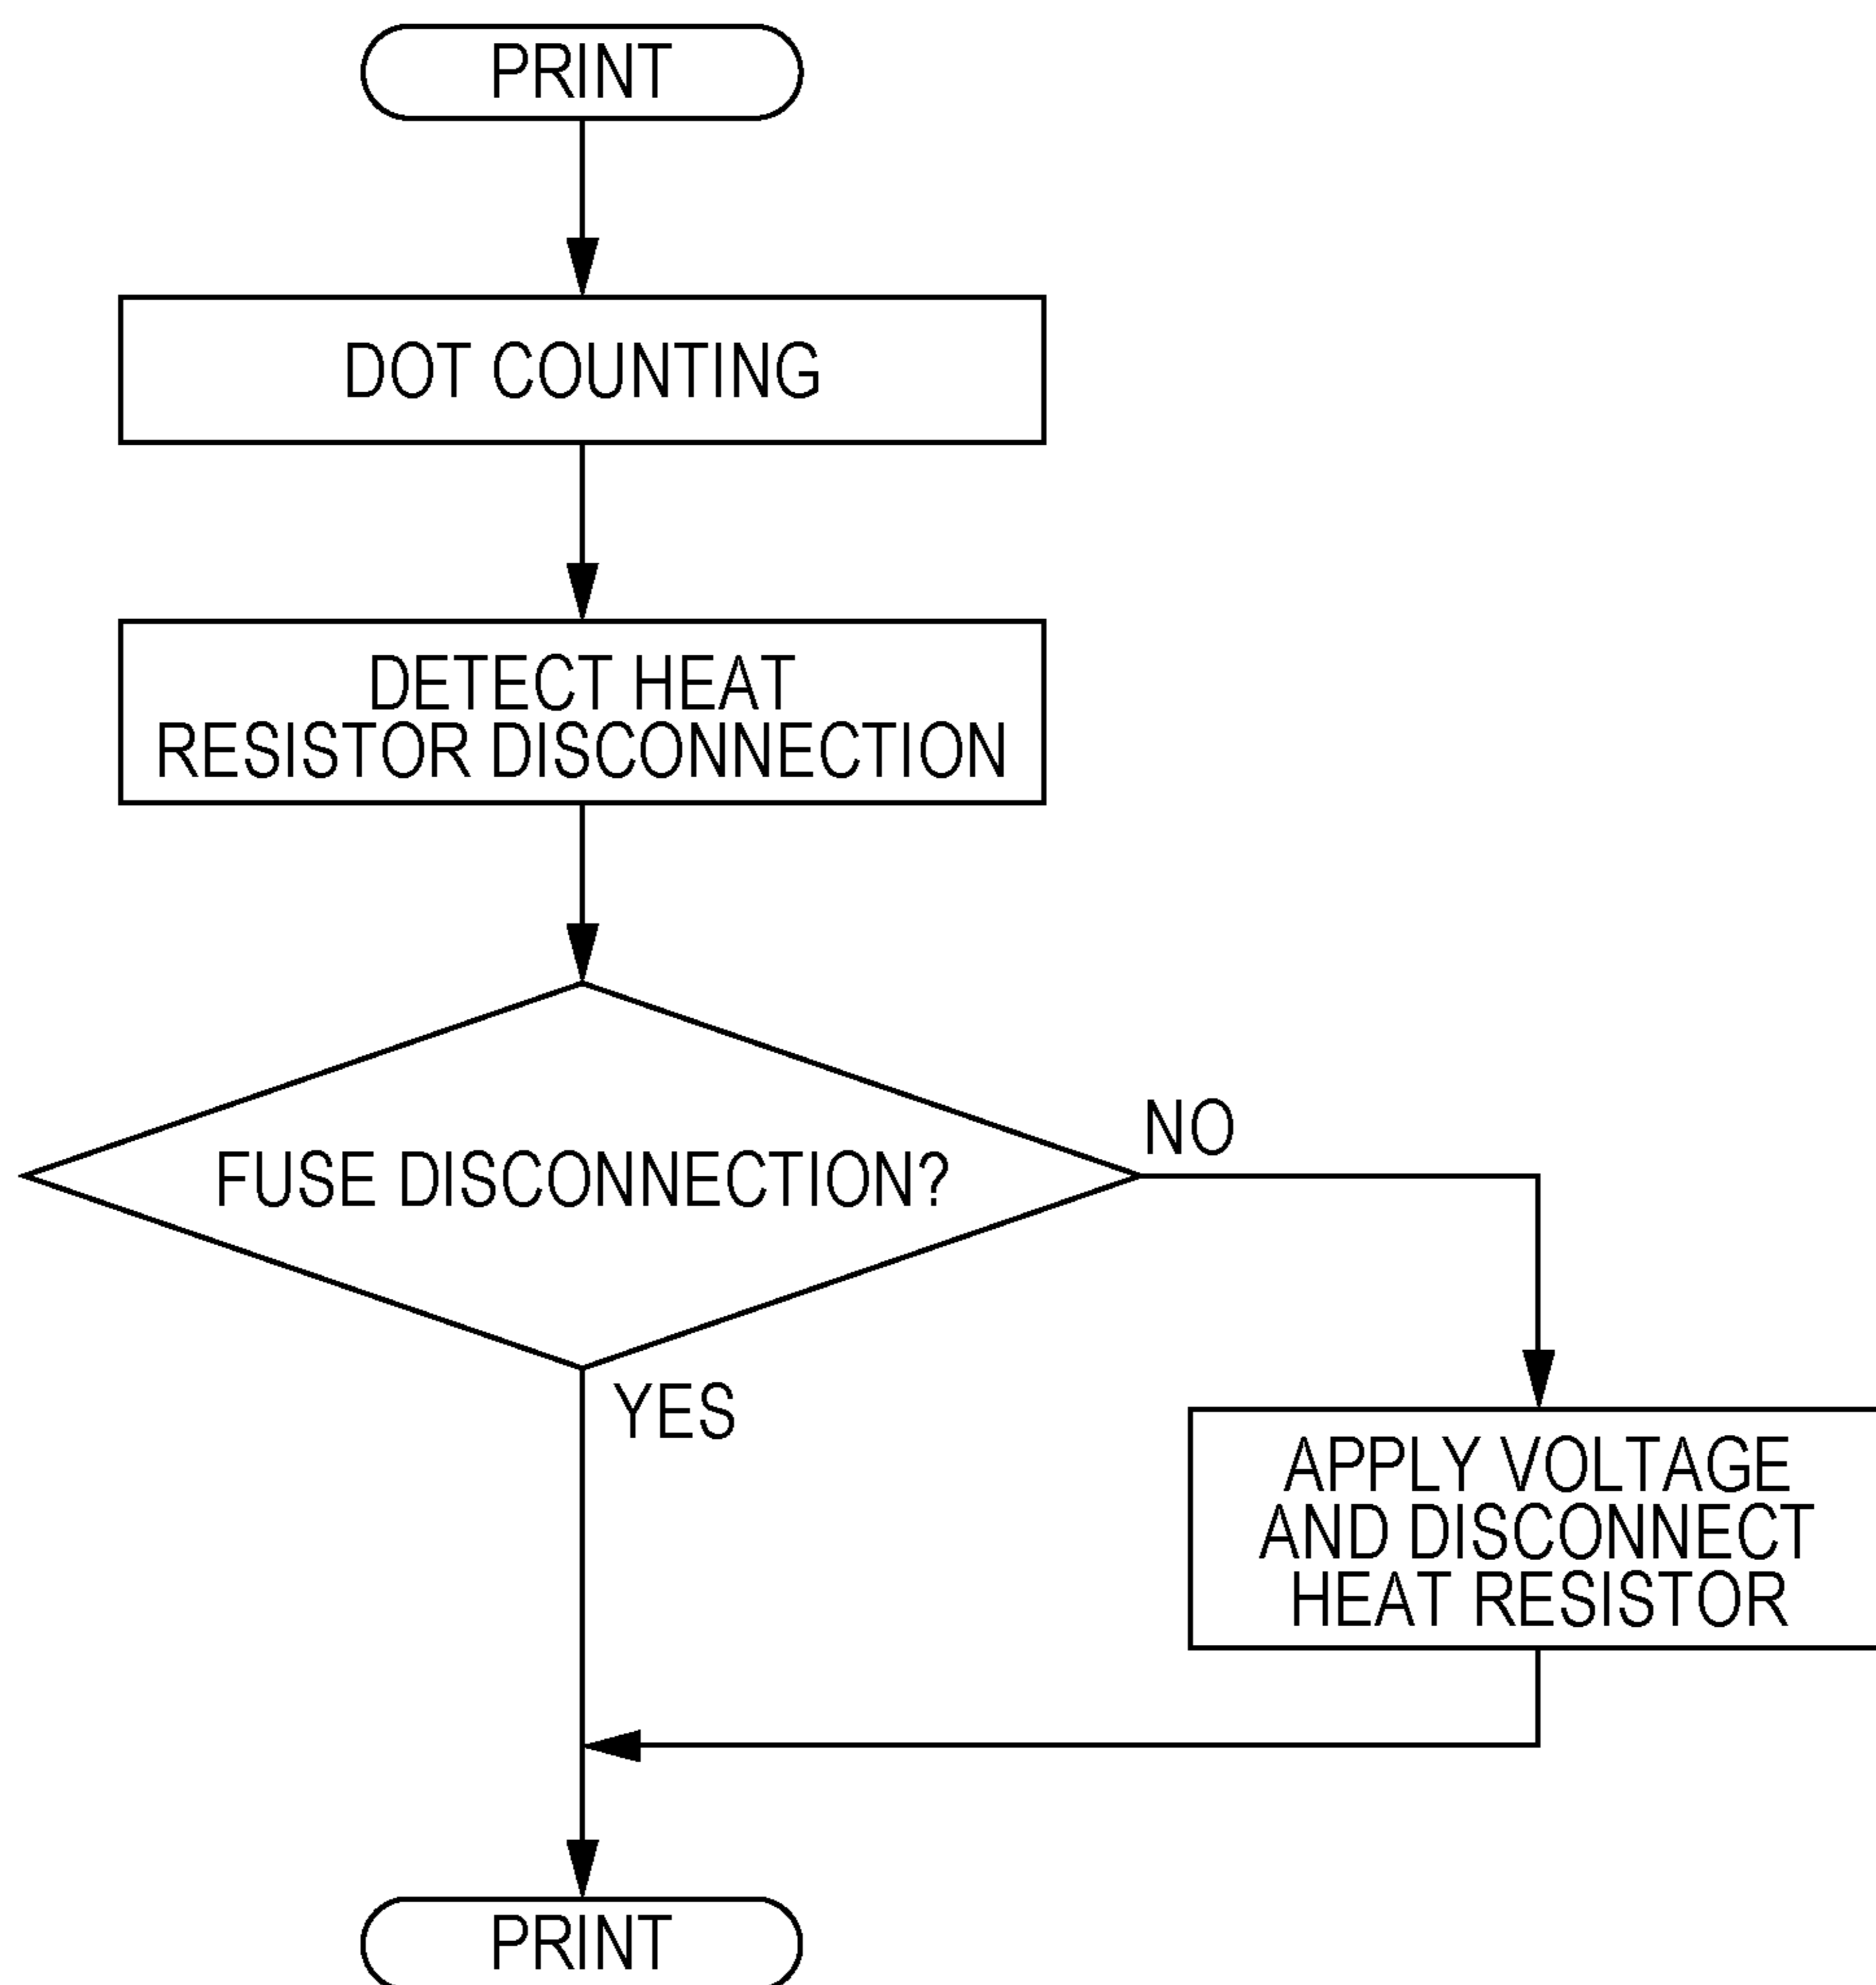 PRINT
DOT COUNTING
DETECT HEAT
RESISTOR DISCONNECTION
FUSE DISCONNECTION?
NO
YES
APPLY VOLTAGE
AND DISCONNECT
HEAT RESISTOR
PRINT